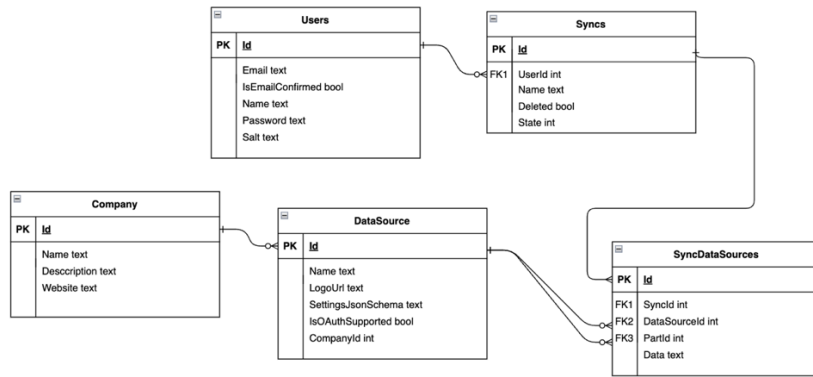 Users
PK Id
Email text
IsEmailConfirmed bool
Name text
Password text
Salt text
Syncs
PK Id
FK1 UserId int
Name text
Deleted bool
State int
Company
PK Id
Name text
Desccription text
Website text
DataSource
PK Id
Name text
LogoUrl text
SettingsJsonSchema text
IsOAuthSupported bool
CompanyId int
SyncDataSources
PK Id
FK1 SyncId int
FK2 DataSourceId int
FK3 PartId int
Data text